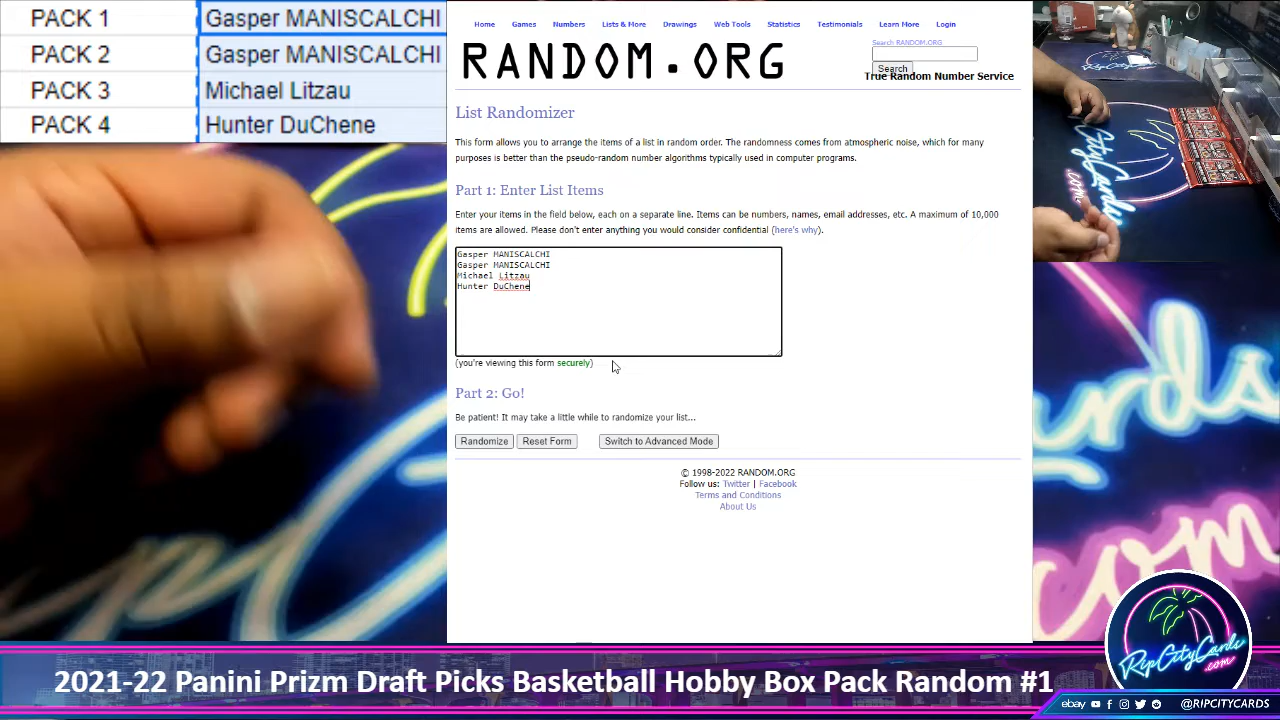 PACK 1 Gasper MANISCALCHI
PACK 2 Gasper MANISCALCHI
PACK 3 Michael Litzau
PACK 4 Hunter DuChene
Home Games Numbers Lists & More Drawings Web Tools Statistics Testimonials Learn More Login
RANDOM.ORG
Search RANDOM.ORG
Search
True Random Number Service
List Randomizer
This form allows you to arrange the items of a list in random order. The randomness comes from atmospheric noise, which for many
purposes is better than the pseudo-random number algorithms typically used in computer programs.
Part 1: Enter List Items
Enter your items in the field below, each on a separate line. Items can be numbers, names, email addresses, etc. A maximum of 10,000
items are allowed. Please don't enter anything you would consider confidential (here's why).
Gasper MANISCALCHI
Gasper MANISCALCHI
Michael Litzau
Hunter DuChene
(you're viewing this form securely)
Part 2: Go!
Be patient! It may take a little while to randomize your list...
Randomize Reset Form Switch to Advanced Mode
© 1998-2022 RANDOM.ORG
Follow us: Twitter | Facebook
Terms and Conditions
About Us
RipCityCards
.com
2021-22 Panini Prizm Draft Picks Basketball Hobby Box Pack Random #1
ebay @RIPCITYCARDS